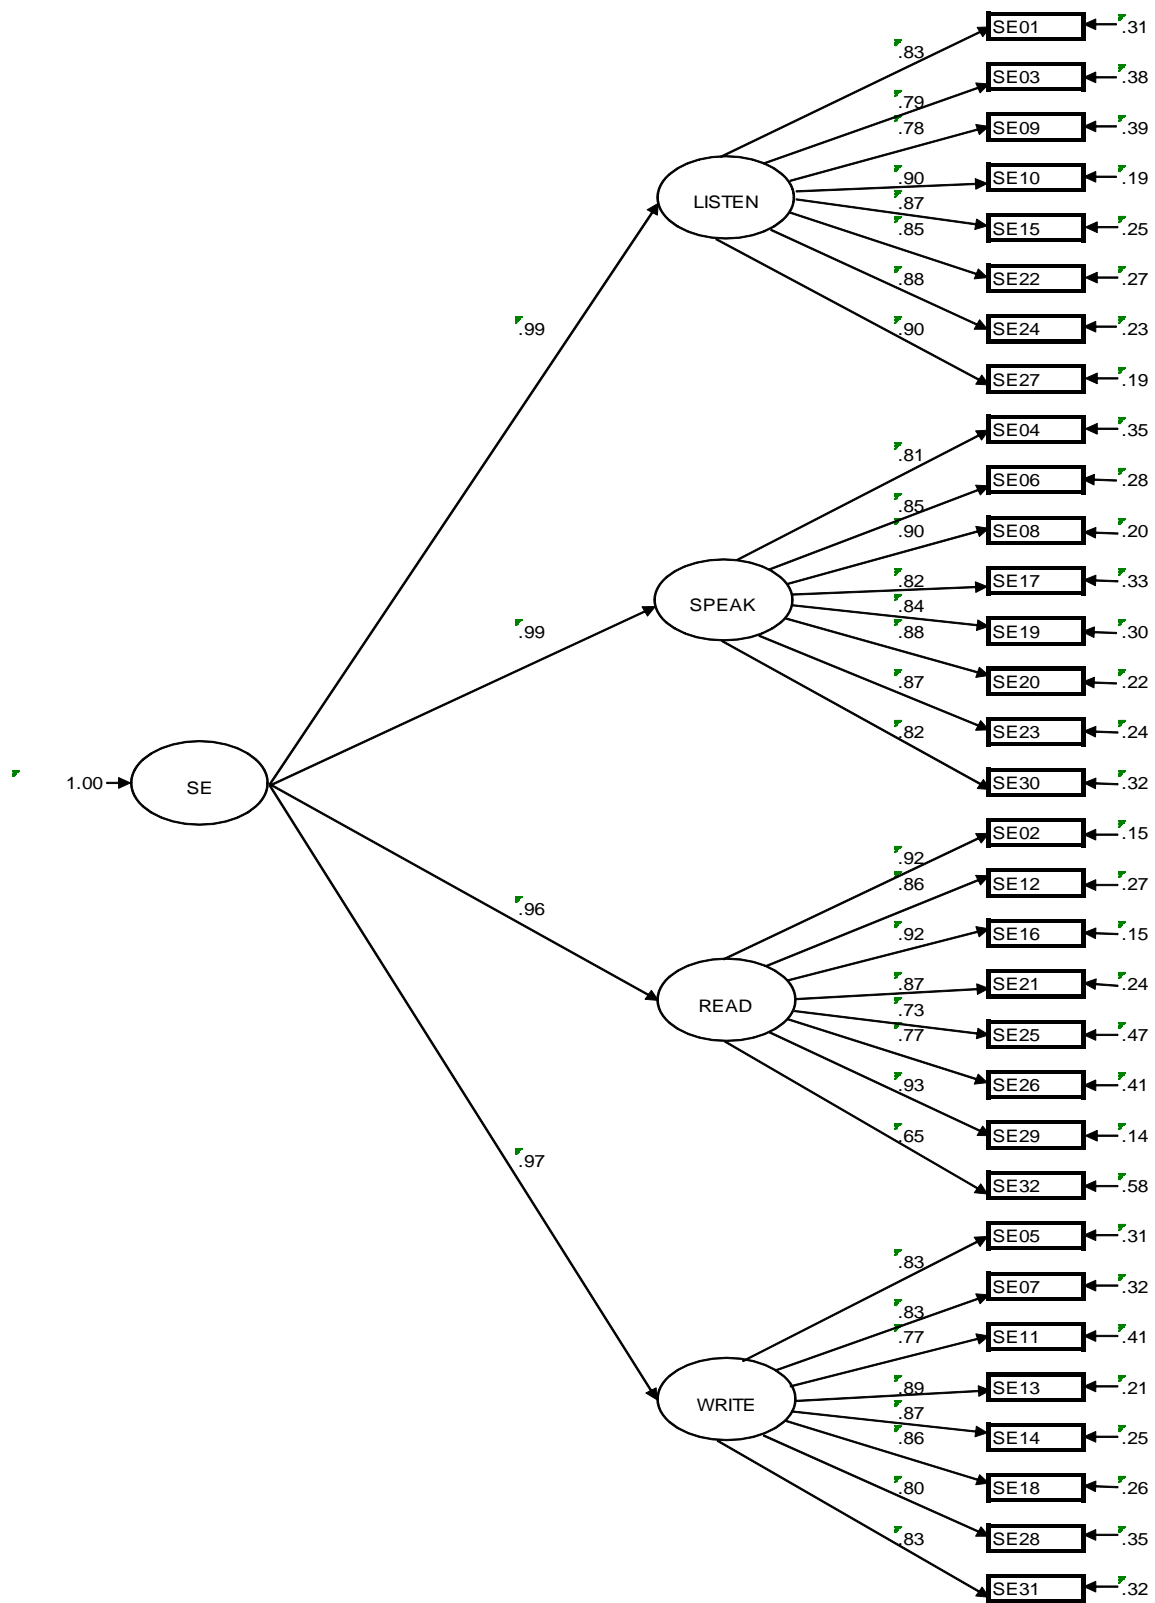 SE01
.31
.83
SE03
.38
.79
SE09
.39
.78
SE10
.19
.90
LISTEN
.87
SE15
.25
.85
SE22
.27
.88
SE24
.23
.99
.90
SE27
.19
SE04
.35
.81
SE06
.28
.85
SE08
.20
.90
SE17
.33
.82
SPEAK
.84
SE19
.30
.99
.88
SE20
.22
.87
SE23
.24
.82
1.00
SE
SE30
.32
SE02
.15
.92
SE12
.27
.86
.96
SE16
.15
.92
SE21
.24
.87
READ
.73
SE25
.47
.77
SE26
.41
.93
SE29
.14
.65
.97
SE32
.58
SE05
.31
.83
SE07
.32
.83
SE11
.41
.77
SE13
.21
.89
WRITE
.87
SE14
.25
.86
SE18
.26
.80
SE28
.35
.83
SE31
.32